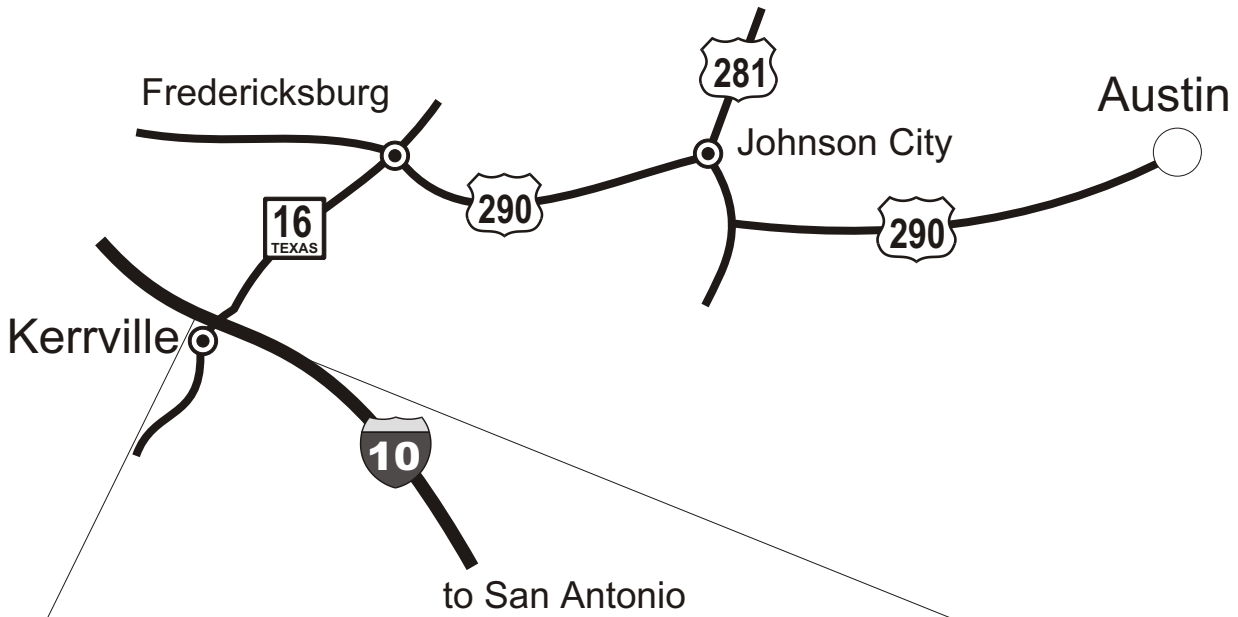 281
Fredericksburg
Austin
Johnson City
290
16
TEXAS
290
Kerrville
10
to San Antonio